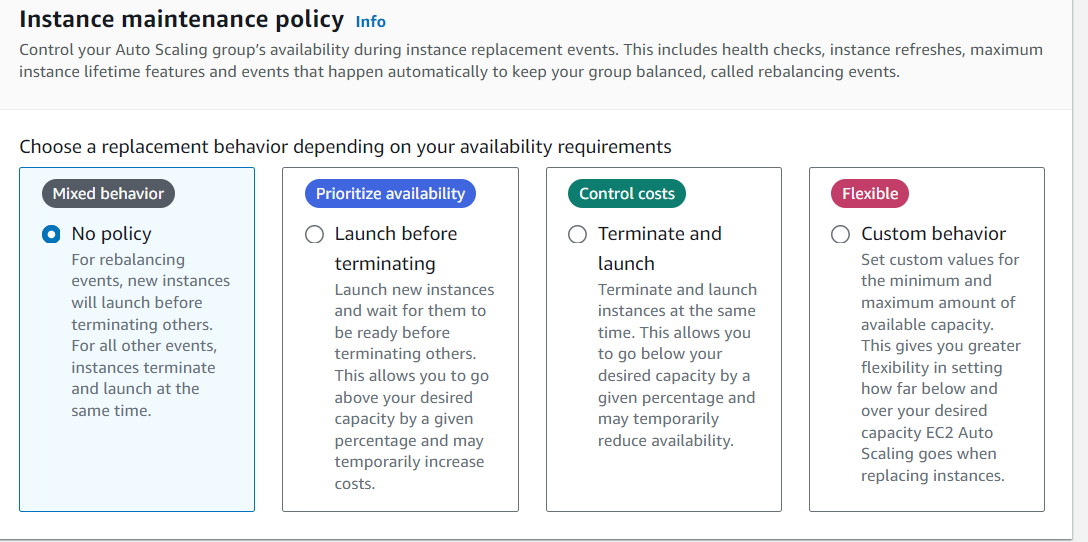 Instance maintenance policy Info
Control your Auto Scaling group’s availability during instance replacement events. This includes health checks, instance refreshes, maximum
instance lifetime features and events that happen automatically to keep your group balanced, called rebalancing events.
Choose a replacement behavior depending on your availability requirements
Mixed behavior
No policy
For rebalancing
events, new instances
will launch before
terminating others.
For all other events,
instances terminate
and launch at the
same time.
Prioritize availability
Launch before
terminating
Launch new instances
and wait for them to
be ready before
terminating others.
This allows you to go
above your desired
capacity by a given
percentage and may
temporarily increase
costs.
Control costs
Terminate and
launch
Terminate and launch
instances at the same
time. This allows you
to go below your
desired capacity by a
given percentage and
may temporarily
reduce availability.
Flexible
Custom behavior
Set custom values for
the minimum and
maximum amount of
available capacity.
This gives you greater
flexibility in setting
how far below and
over your desired
capacity EC2 Auto
Scaling goes when
replacing instances.